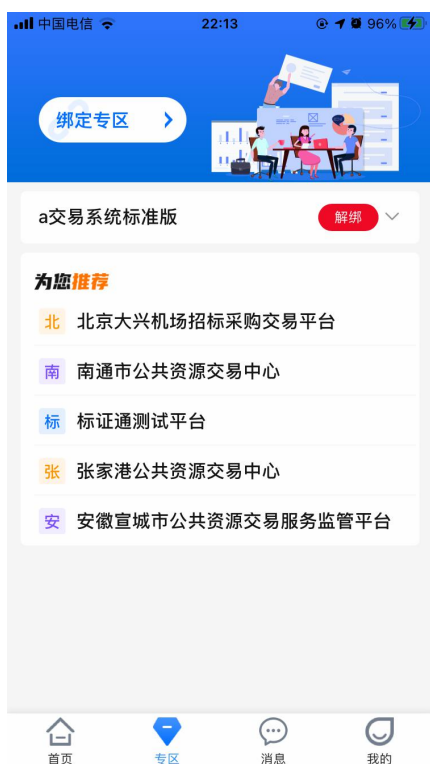 中国电信 22:13 96%
绑定专区
a交易系统标准版 解绑
为您推荐
北 北京大兴机场招标采购交易平台
南 南通市公共资源交易中心
标 标证通测试平台
张 张家港公共资源交易中心
安 安徽宣城市公共资源交易服务监管平台
首页 专区 消息 我的